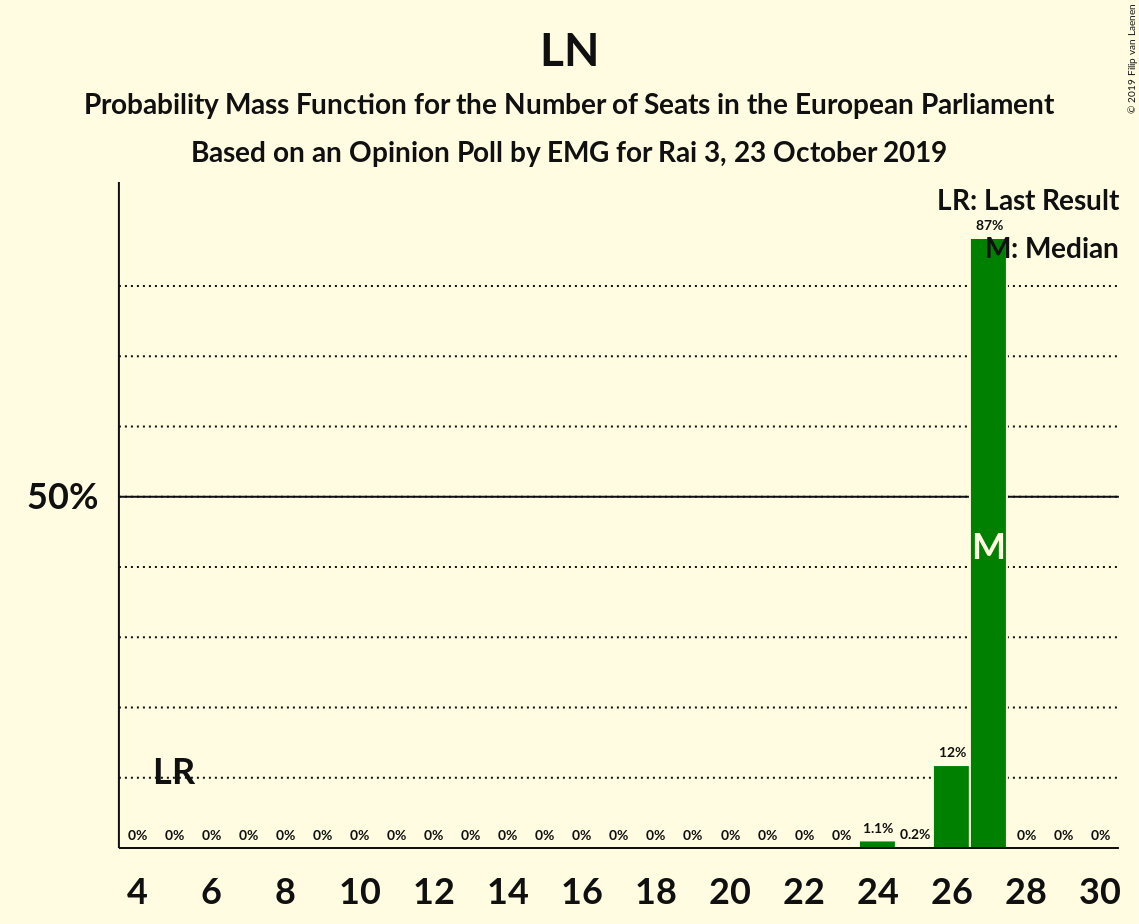 LN
Probability Mass Function for the Number of Seats in the European Parliament
Based on an Opinion Poll by EMG for Rai 3, 23 October 2019
© 2019 Filip van Laenen
LR: Last Result
M: Median
87%
50%
M
LR
12%
0% 0% 0% 0% 0% 0% 0% 0% 0% 0% 0% 0% 0% 0% 0% 0% 0% 0% 0% 0% 1.1% 0.2% 0% 0% 0%
4 6 8 10 12 14 16 18 20 22 24 26 28 30